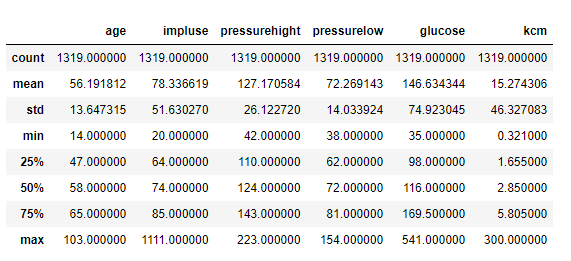 age impluse pressurehight pressurelow glucose kcm
count 1319.000000 1319.000000 1319.000000 1319.000000 1319.000000 1319.000000
mean 56.191812 78.336619 127.170584 72.269143 146.634344 15.274306
std 13.647315 51.630270 26.122720 14.033924 74.923045 46.327083
min 14.000000 20.000000 42.000000 38.000000 35.000000 0.321000
25% 47.000000 64.000000 110.000000 62.000000 98.000000 1.655000
50% 58.000000 74.000000 124.000000 72.000000 116.000000 2.850000
75% 65.000000 85.000000 143.000000 81.000000 169.500000 5.805000
max 103.000000 1111.000000 223.000000 154.000000 541.000000 300.000000